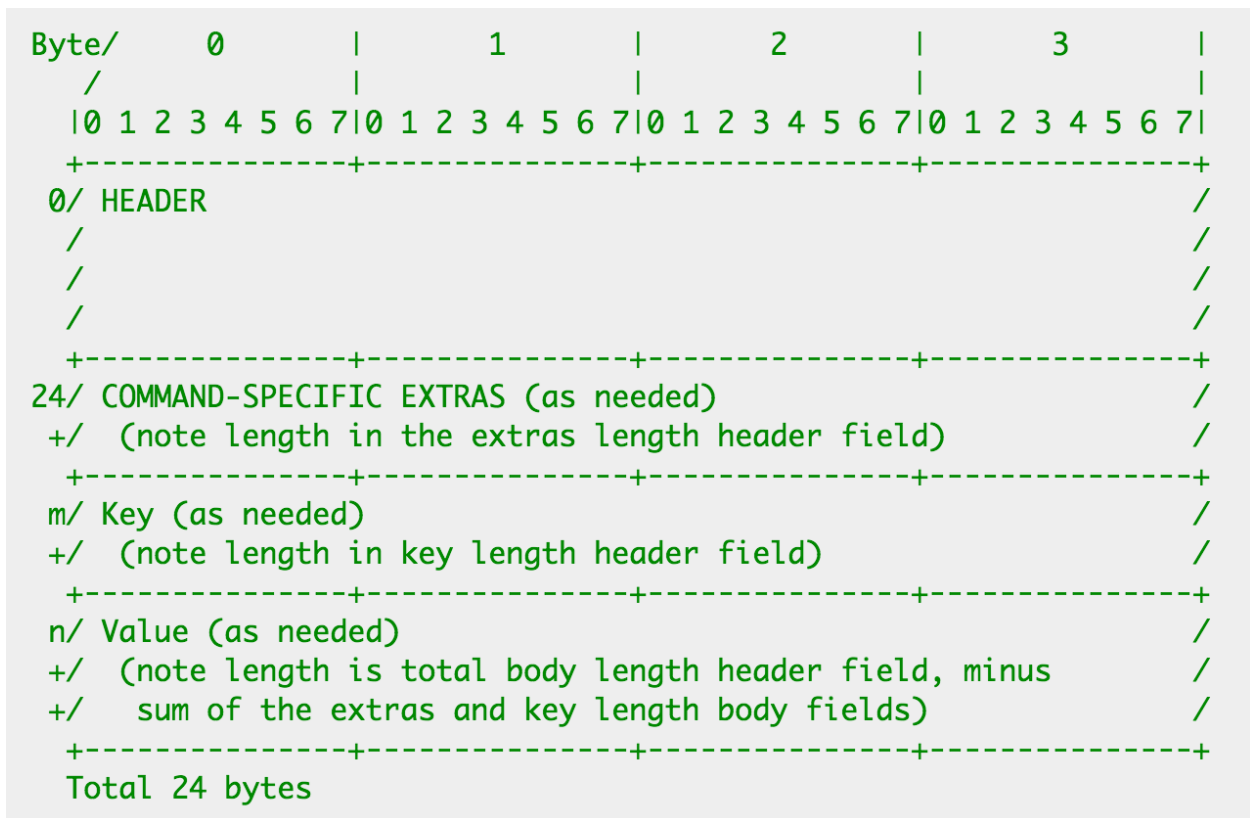 Byte/     0       |       1       |       2       |       3       |
   /              |               |               |               |
  |0 1 2 3 4 5 6 7|0 1 2 3 4 5 6 7|0 1 2 3 4 5 6 7|0 1 2 3 4 5 6 7|
  +---------------+---------------+---------------+---------------+
 0/ HEADER                                                        /
  /                                                               /
  /                                                               /
  /                                                               /
  +---------------+---------------+---------------+---------------+
24/ COMMAND-SPECIFIC EXTRAS (as needed)                           /
 +/  (note length in the extras length header field)              /
  +---------------+---------------+---------------+---------------+
 m/ Key (as needed)                                               /
 +/  (note length in key length header field)                     /
  +---------------+---------------+---------------+---------------+
 n/ Value (as needed)                                             /
 +/  (note length is total body length header field, minus        /
 +/   sum of the extras and key length body fields)               /
  +---------------+---------------+---------------+---------------+
  Total 24 bytes